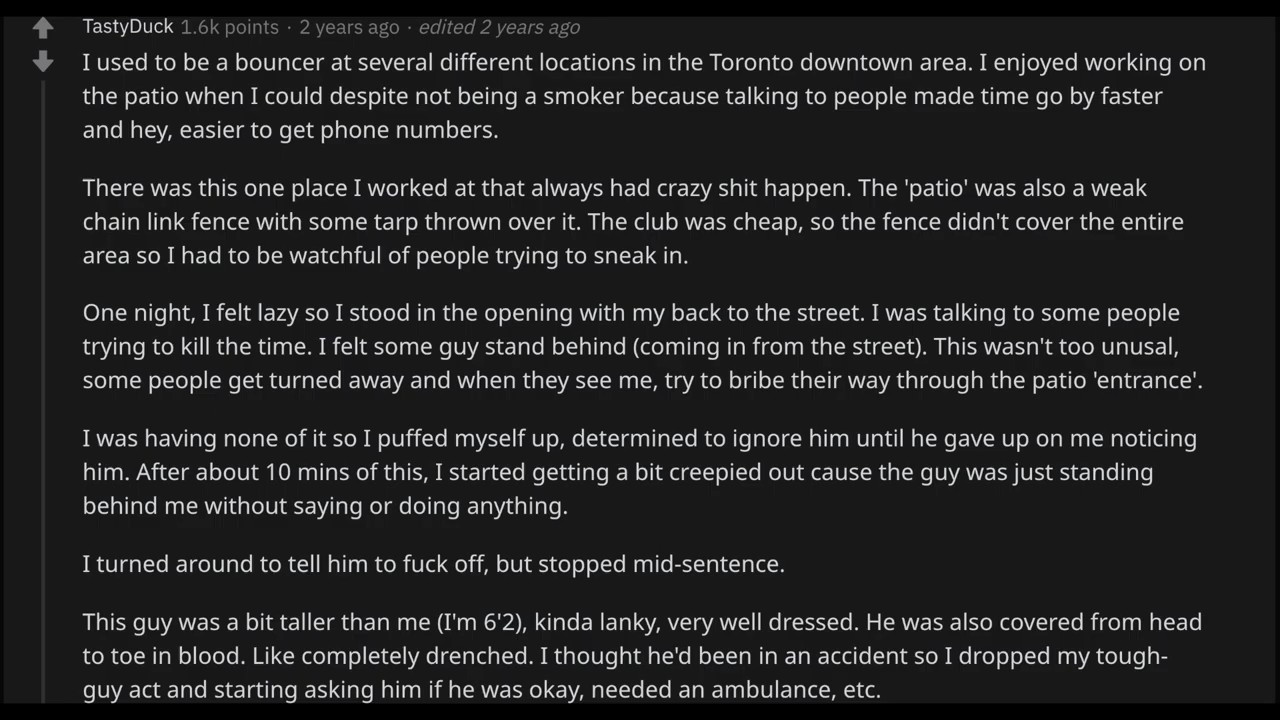 TastyDuck 1.6k points · 2 years ago · edited 2 years ago
I used to be a bouncer at several different locations in the Toronto downtown area. I enjoyed working on
the patio when I could despite not being a smoker because talking to people made time go by faster
and hey, easier to get phone numbers.
There was this one place I worked at that always had crazy shit happen. The 'patio' was also a weak
chain link fence with some tarp thrown over it. The club was cheap, so the fence didn't cover the entire
area so I had to be watchful of people trying to sneak in.
One night, I felt lazy so I stood in the opening with my back to the street. I was talking to some people
trying to kill the time. I felt some guy stand behind (coming in from the street). This wasn't too unusual,
some people get turned away and when they see me, try to bribe their way through the patio 'entrance'.
I was having none of it so I puffed myself up, determined to ignore him until he gave up on me noticing
him. After about 10 mins of this, I started getting a bit creepied out cause the guy was just standing
behind me without saying or doing anything.
I turned around to tell him to fuck off, but stopped mid-sentence.
This guy was a bit taller than me (I'm 6'2), kinda lanky, very well dressed. He was also covered from head
to toe in blood. Like completely drenched. I thought he'd been in an accident so I dropped my tough-
guy act and starting asking him if he was okay, needed an ambulance, etc.